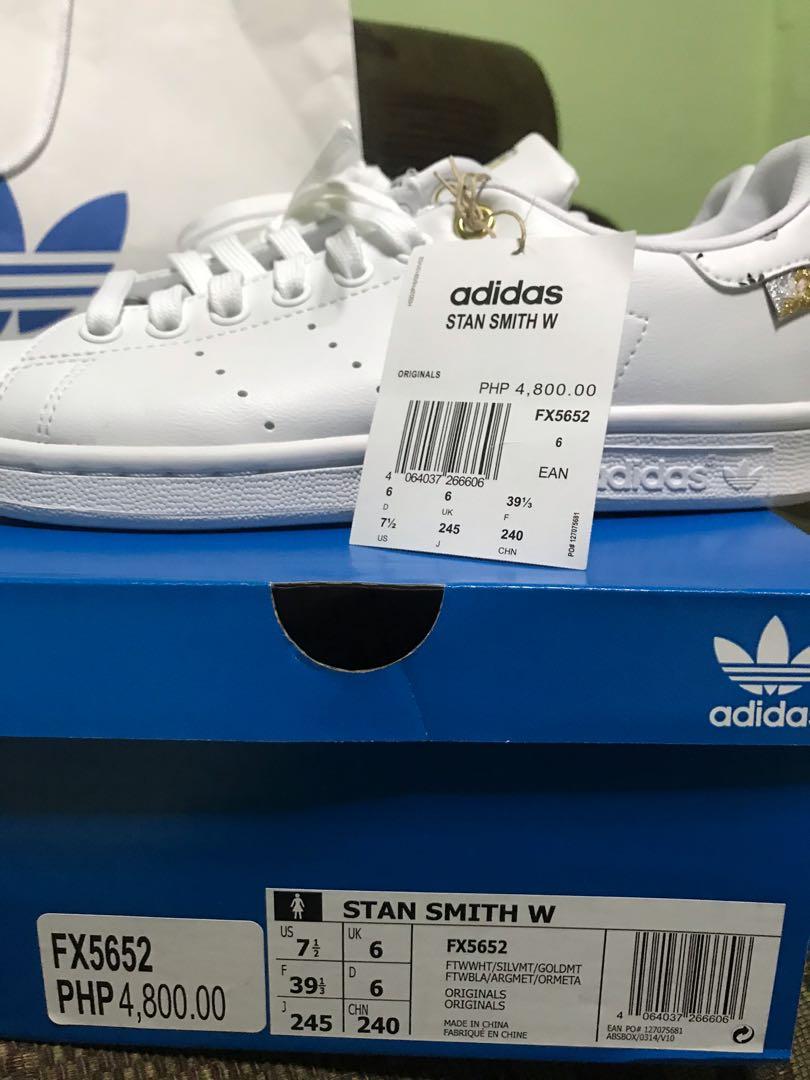 adidas
STAN SMITH W
ORIGINALS
PHP 4,800.00
FX5652
6
EAN
4 064037 266606
6 6 39⅓
D UK F
7½ 245 240
US J CHN
PO# 127075681
adidas
adidas
FX5652
PHP 4,800.00
STAN SMITH W
US 7½ UK 6
F 39⅓ D 6
J 245 CHN 240
FX5652
FTWWHT/SILVMT/GOLDMT
FTWBLA/ARGMET/ORMETA
ORIGINALS
ORIGINALS
MADE IN CHINA
FABRIQUÉ EN CHINE
4 064037 266606
EAN PO# 127075681
ABSBOX/0314/V10